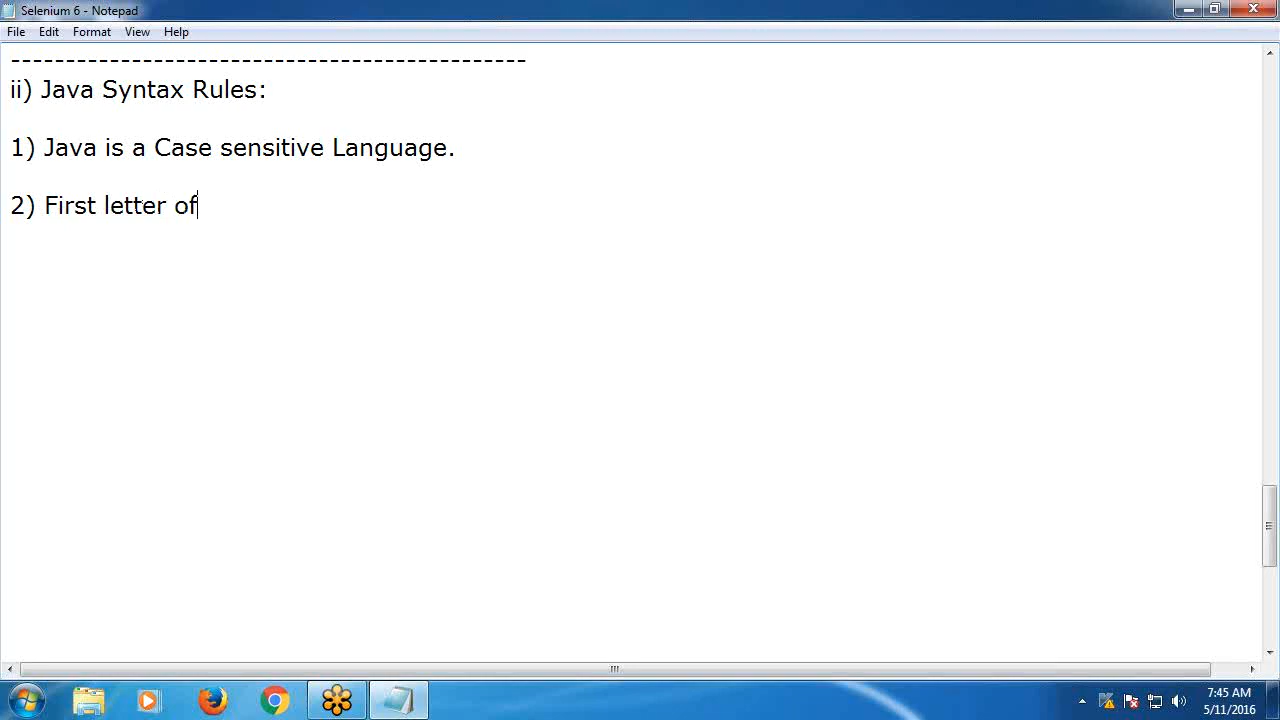 Selenium 6 - Notepad
File Edit Format View Help
-----------------------------------------------
ii) Java Syntax Rules:
1) Java is a Case sensitive Language.
2) First letter of
7:45 AM
5/11/2016